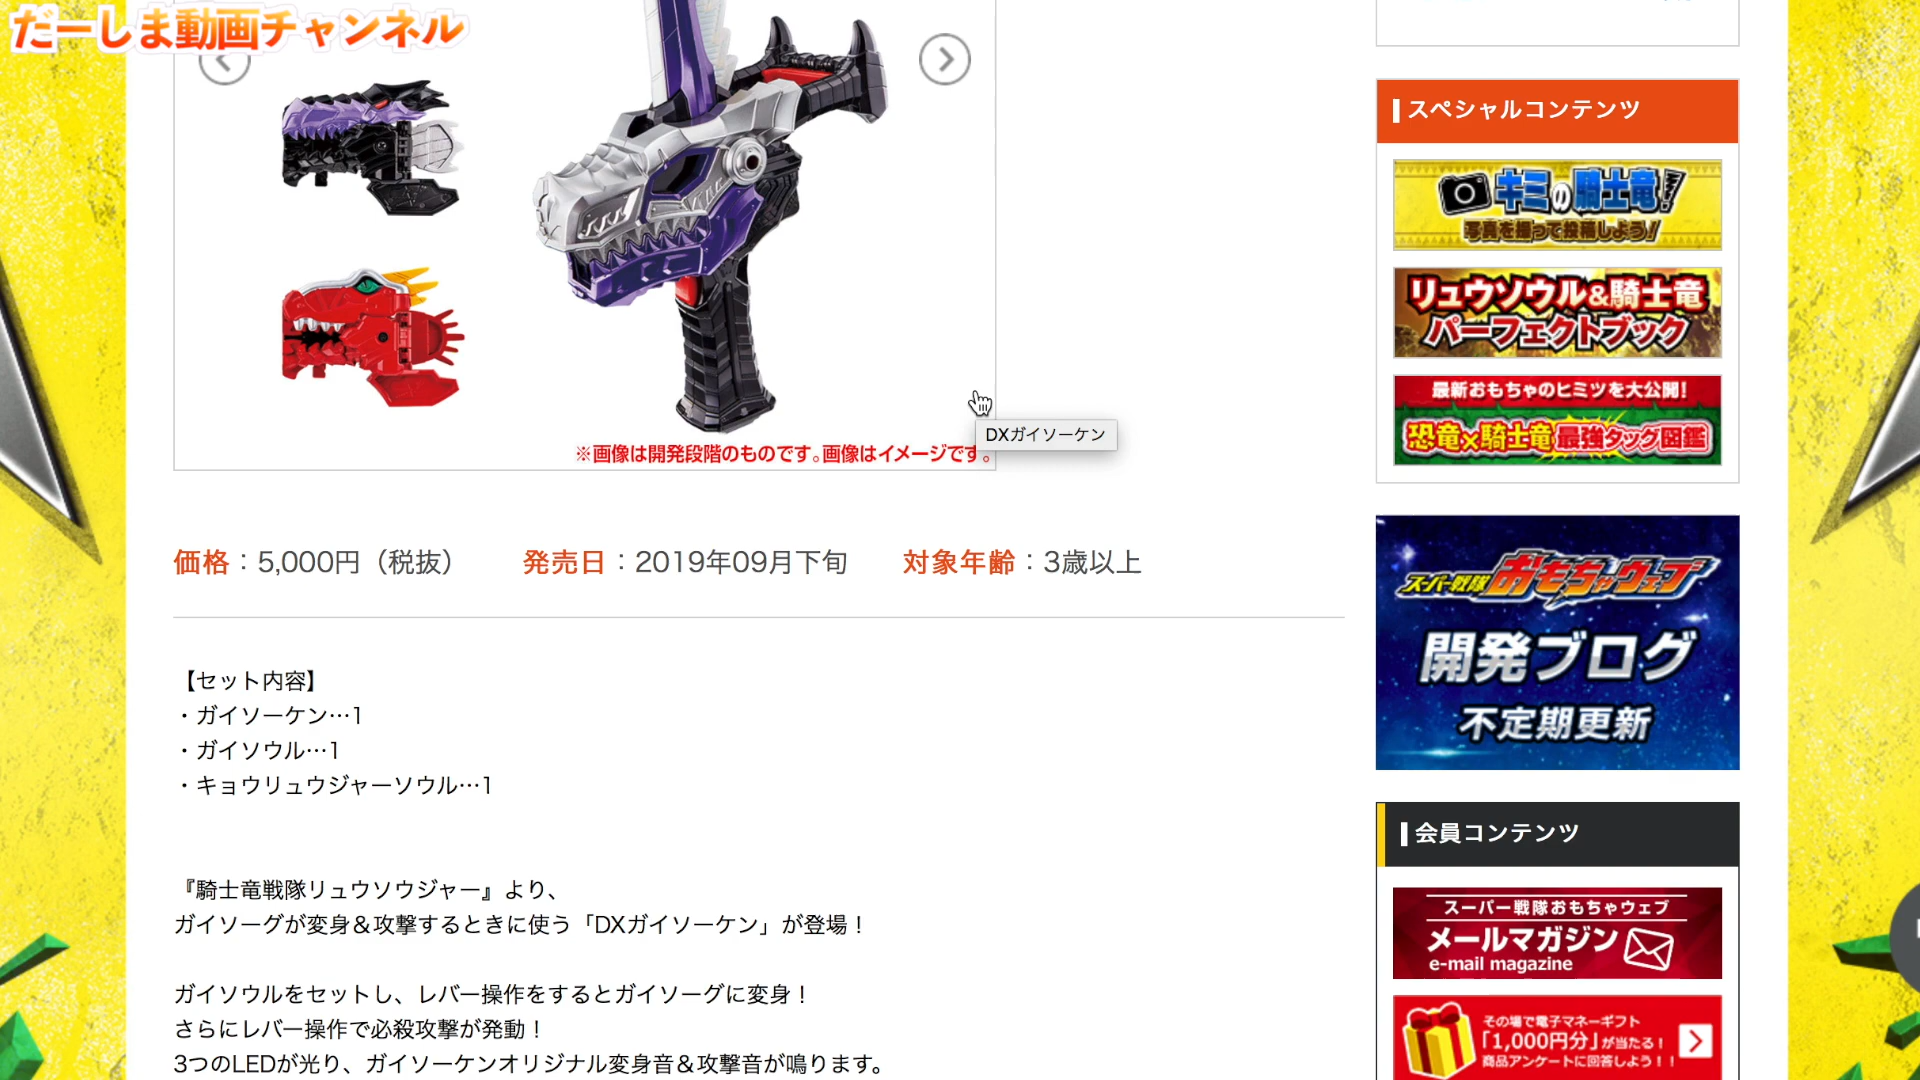 だーしま動画チャンネル
※画像は開発段階のものです。画像はイメージです。
DXガイソーケン
価格：5,000円（税抜）
発売日：2019年09月下旬
対象年齢：3歳以上
【セット内容】
・ガイソーケン…1
・ガイソウル…1
・キョウリュウジャーソウル…1
『騎士竜戦隊リュウソウジャー』より、
ガイソーグが変身＆攻撃するときに使う「DXガイソーケン」が登場！
ガイソウルをセットし、レバー操作をするとガイソーグに変身！
さらにレバー操作で必殺攻撃が発動！
3つのLEDが光り、ガイソーケンオリジナル変身音＆攻撃音が鳴ります。
スペシャルコンテンツ
キミの騎士竜
写真を撮って投稿しよう！
リュウソウル&騎士竜
パーフェクトブック
最新おもちゃのヒミツを大公開！
恐竜×騎士竜 最強タッグ図鑑
スーパー戦隊おもちゃウェブ
開発ブログ
不定期更新
会員コンテンツ
スーパー戦隊おもちゃウェブ
メールマガジン
e-mail magazine
その場で電子マネーギフト
「1,000円分」が当たる！
商品アンケートに回答しよう！！